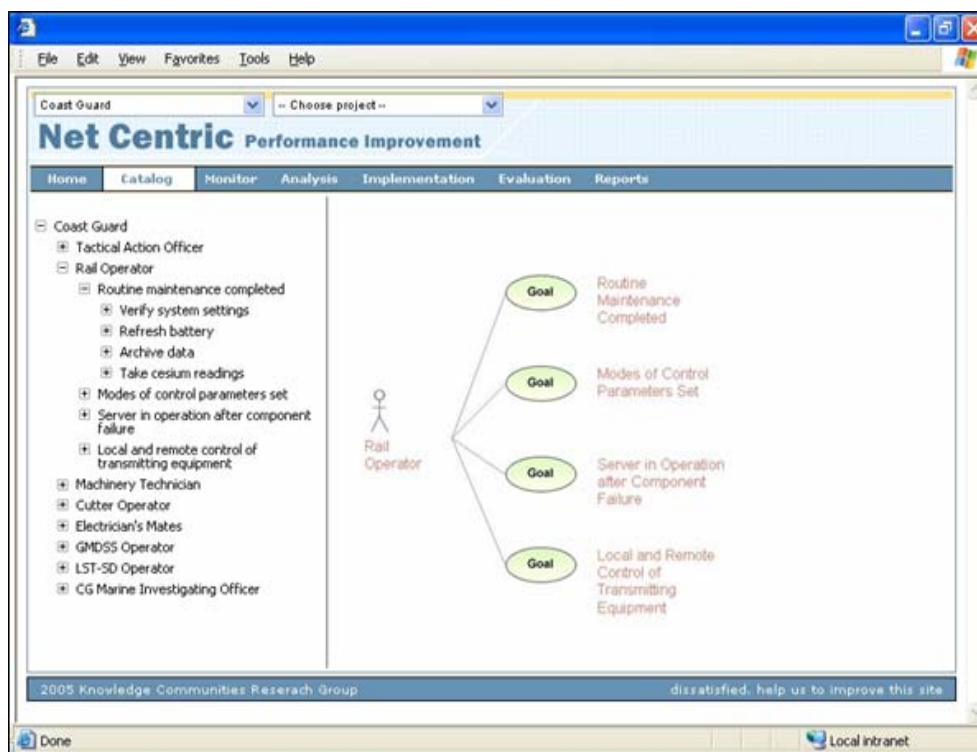 File Edit View Favorites Tools Help
Coast Guard
-- Choose project --
Net Centric Performance Improvement
Home Catalog Monitor Analysis Implementation Evaluation Reports
Coast Guard
Tactical Action Officer
Rail Operator
Routine maintenance completed
Verify system settings
Refresh battery
Archive data
Take cesium readings
Modes of control parameters set
Server in operation after component
failure
Local and remote control of
transmitting equipment
Machinery Technician
Cutter Operator
Electrician's Mates
GMDSS Operator
LST-SD Operator
CG Marine Investigating Officer
Rail
Operator
Goal
Routine
Maintenance
Completed
Goal
Modes of Control
Parameters Set
Goal
Server in Operation
after Component
Failure
Goal
Local and Remote
Control of
Transmitting
Equipment
2005 Knowledge Communities Reserach Group
dissatisfied. help us to improve this site
Done
Local intranet